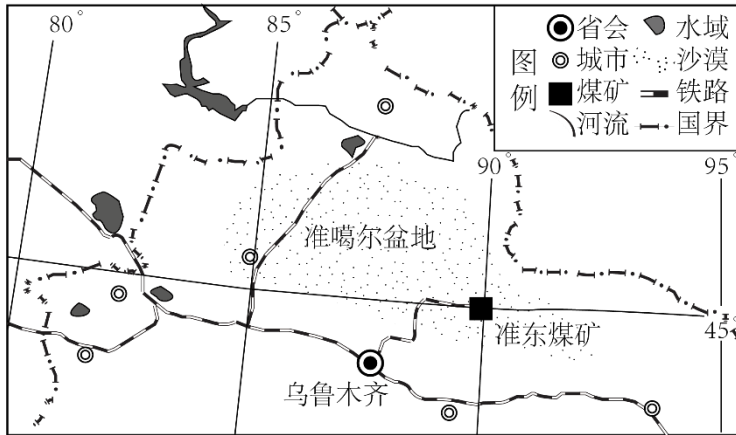 80°
85°
图例
省会
水域
城市
沙漠
煤矿
铁路
河流
国界
90°
95°
准噶尔盆地
准东煤矿
45°
乌鲁木齐